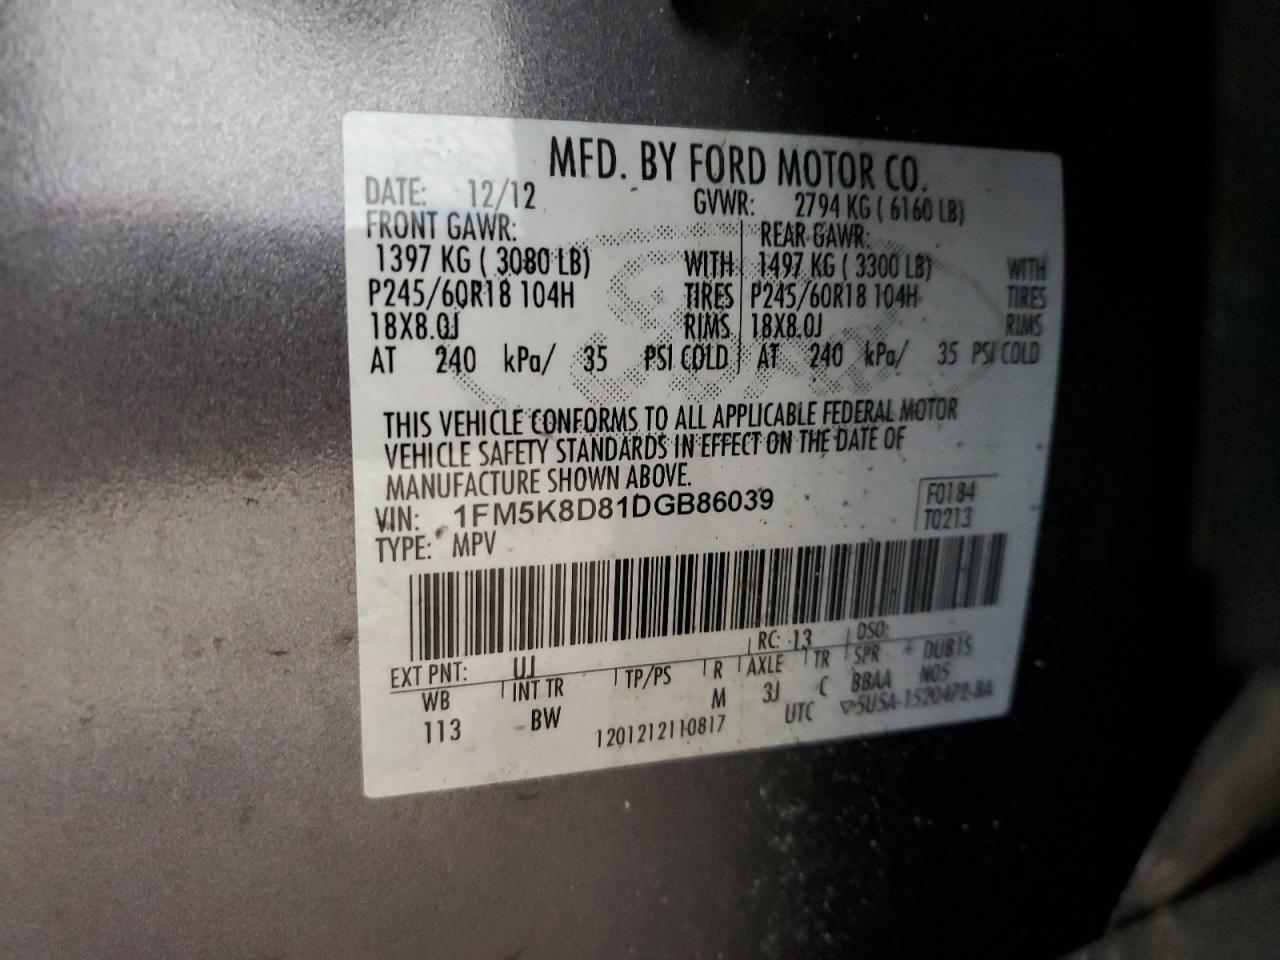 MFD. BY FORD MOTOR CO.
DATE: 12/12 GVWR: 2794 KG ( 6160 LB)
FRONT GAWR: REAR GAWR:
1397 KG ( 3080 LB) WITH 1497 KG ( 3300 LB) WITH
P245/60R18 104H TIRES P245/60R18 104H TIRES
18X8.0J RIMS 18X8.0J RIMS
AT 240 kPa/ 35 PSI COLD AT 240 kPa/ 35 PSI COLD
THIS VEHICLE CONFORMS TO ALL APPLICABLE FEDERAL MOTOR
VEHICLE SAFETY STANDARDS IN EFFECT ON THE DATE OF
MANUFACTURE SHOWN ABOVE.
VIN: 1FM5K8D81DGB86039 F0184
TYPE: MPV T0213
EXT PNT: UJ RC: 13 DSO:
WB INT TR TP/PS R AXLE TR SPR
113 BW M 3J C BBAA NOS
1201212110817 UTC